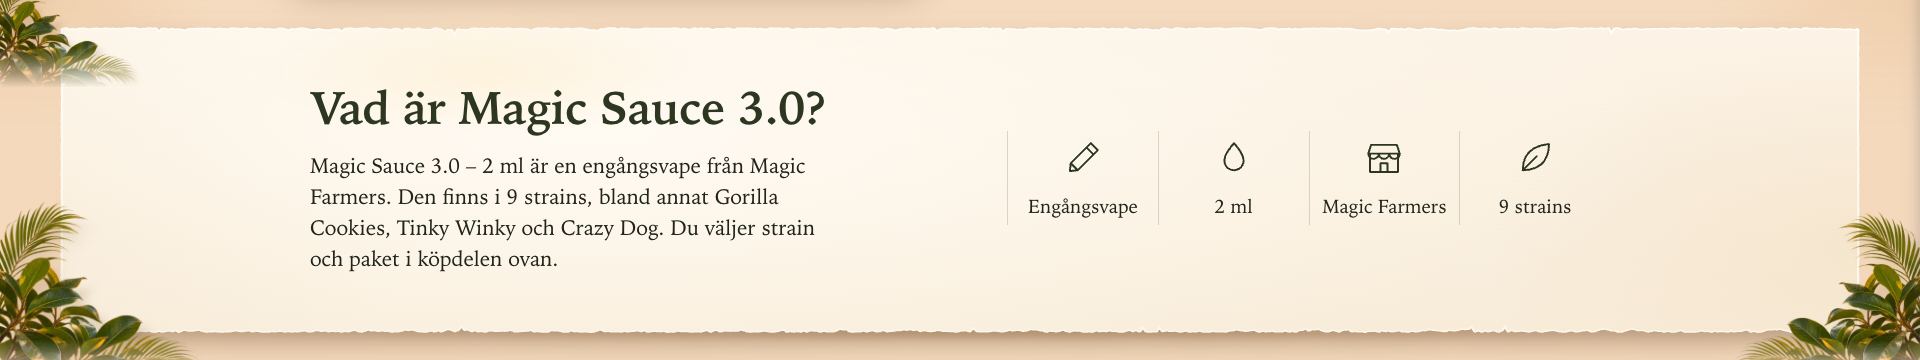 Vad är Magic Sauce 3.0?
Magic Sauce 3.0 – 2 ml är en engångsvape från Magic
Farmers. Den finns i 9 strains, bland annat Gorilla
Cookies, Tinky Winky och Crazy Dog. Du väljer strain
och paket i köpdelen ovan.
Engångsvape
2 ml
Magic Farmers
9 strains